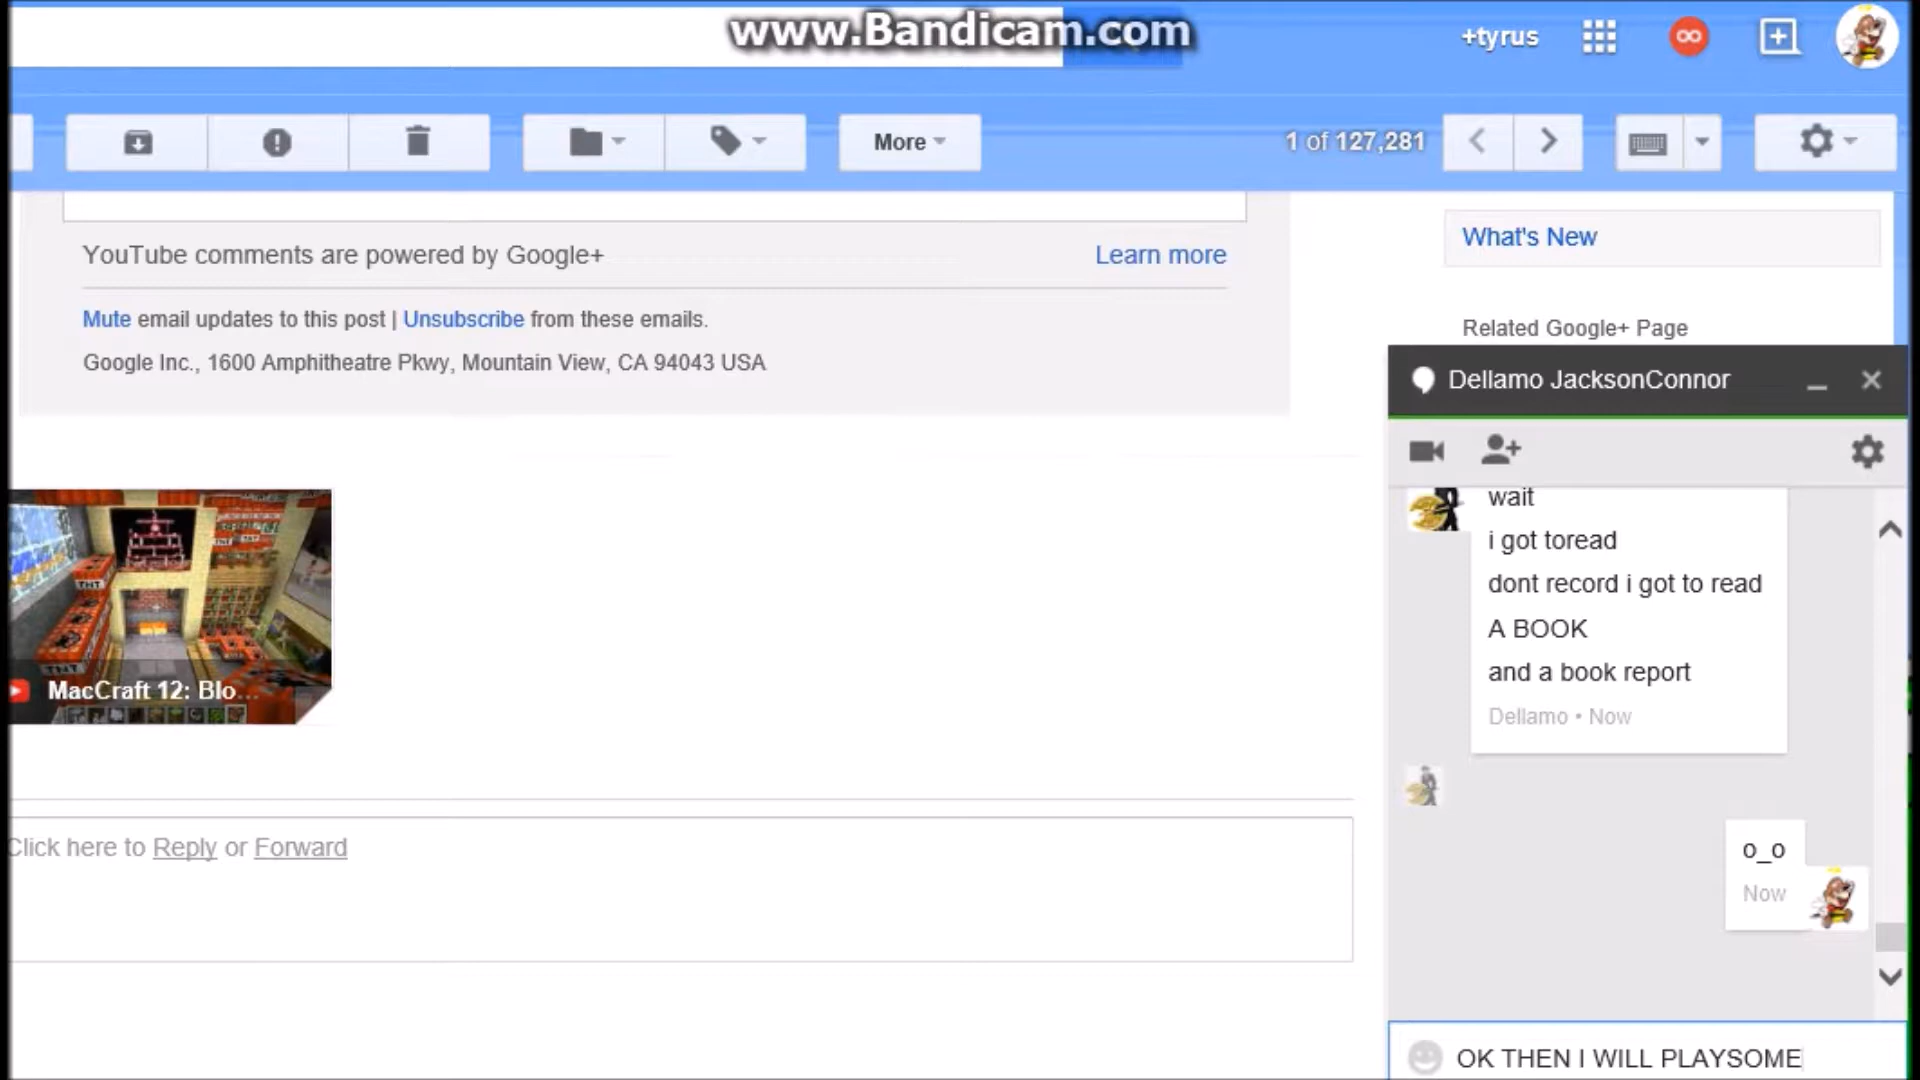 www.Bandicam.com
+tyrus
More
1 of 127,281
YouTube comments are powered by Google+
Learn more
What's New
Mute email updates to this post | Unsubscribe from these emails.
Related Google+ Page
Google Inc., 1600 Amphitheatre Pkwy, Mountain View, CA 94043 USA
Dellamo JacksonConnor
wait
i got toread
dont record i got to read
A BOOK
and a book report
Dellamo • Now
TNT
TNT
MacCraft 12: Blo...
Click here to Reply or Forward
o_o
Now
OK THEN I WILL PLAYSOME